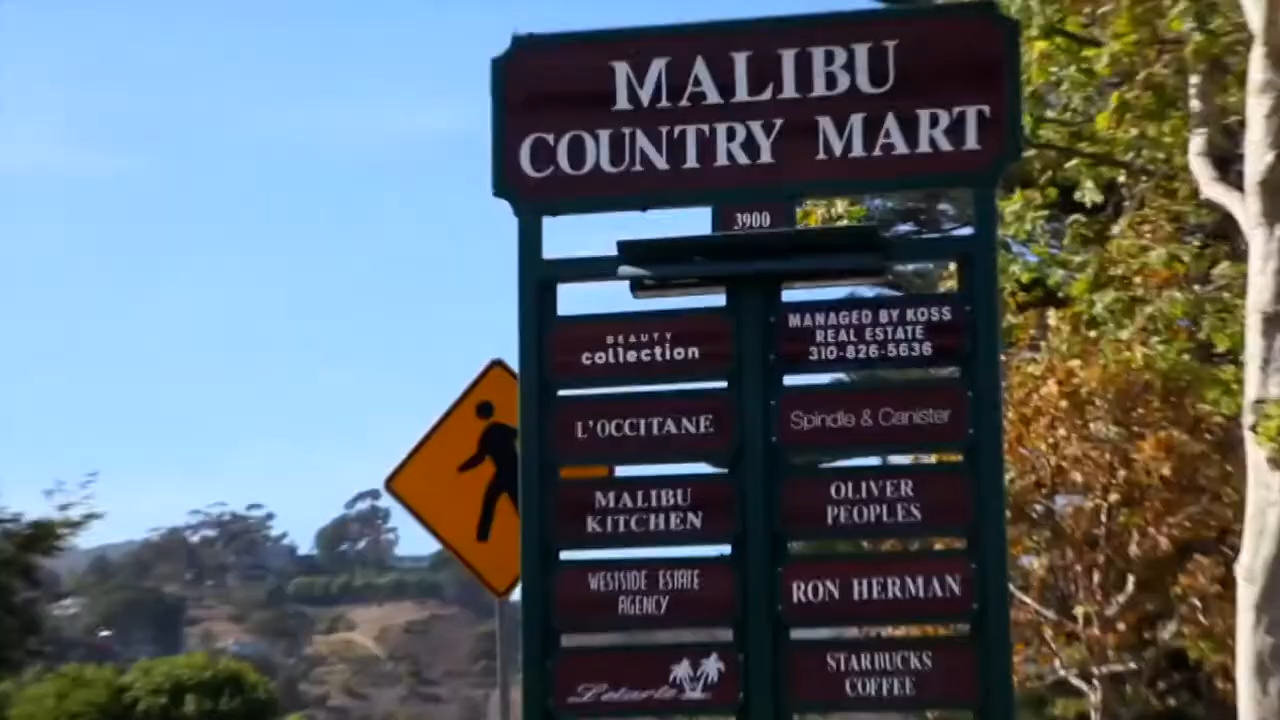 MALIBU
COUNTRY MART
3900
BEAUTY
collection
L'OCCITANE
MALIBU
KITCHEN
WESTSIDE ESTATE
AGENCY
Letarte
MANAGED BY KOSS
REAL ESTATE
310-826-5636
Spindle & Canister
OLIVER
PEOPLES
RON HERMAN
STARBUCKS
COFFEE